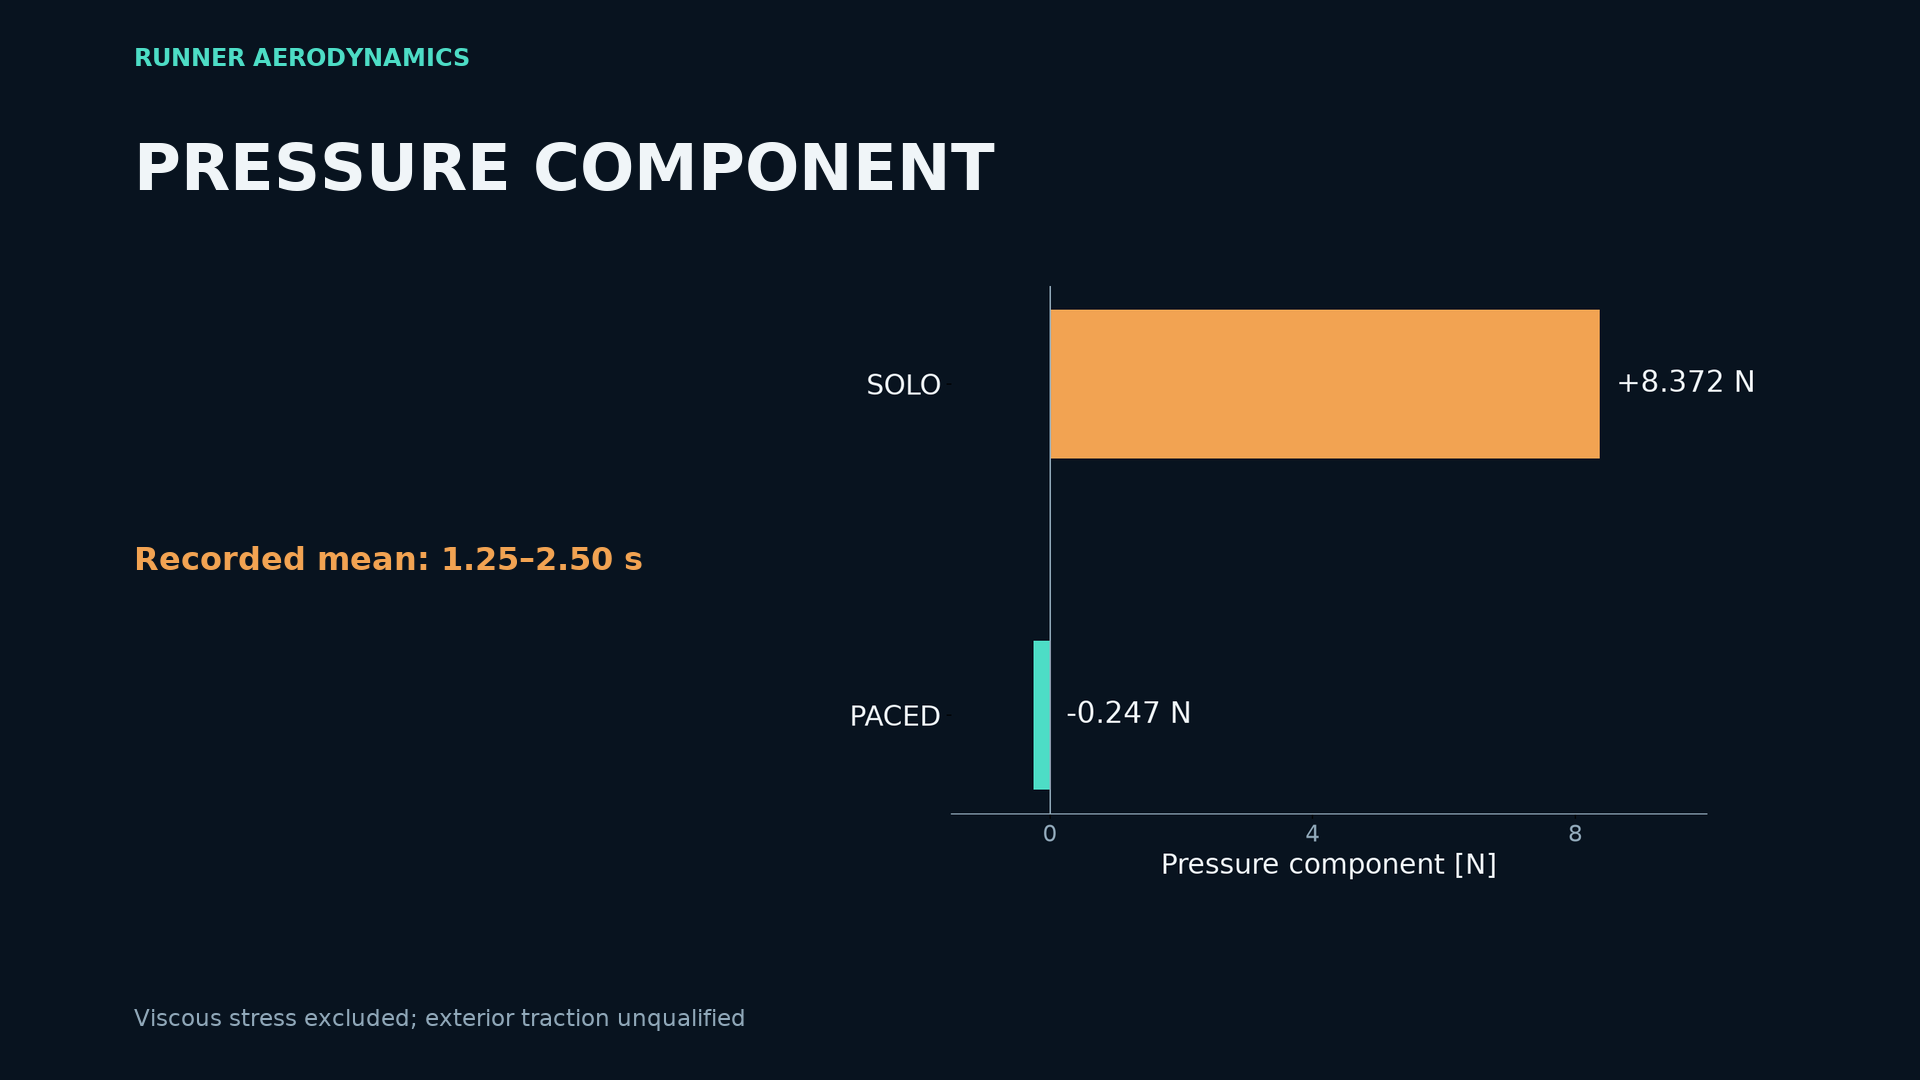 RUNNER AERODYNAMICS
PRESSURE COMPONENT
SOLO
+8.372 N
Recorded mean: 1.25–2.50 s
PACED
-0.247 N
0 4 8
Pressure component [N]
Viscous stress excluded; exterior traction unqualified